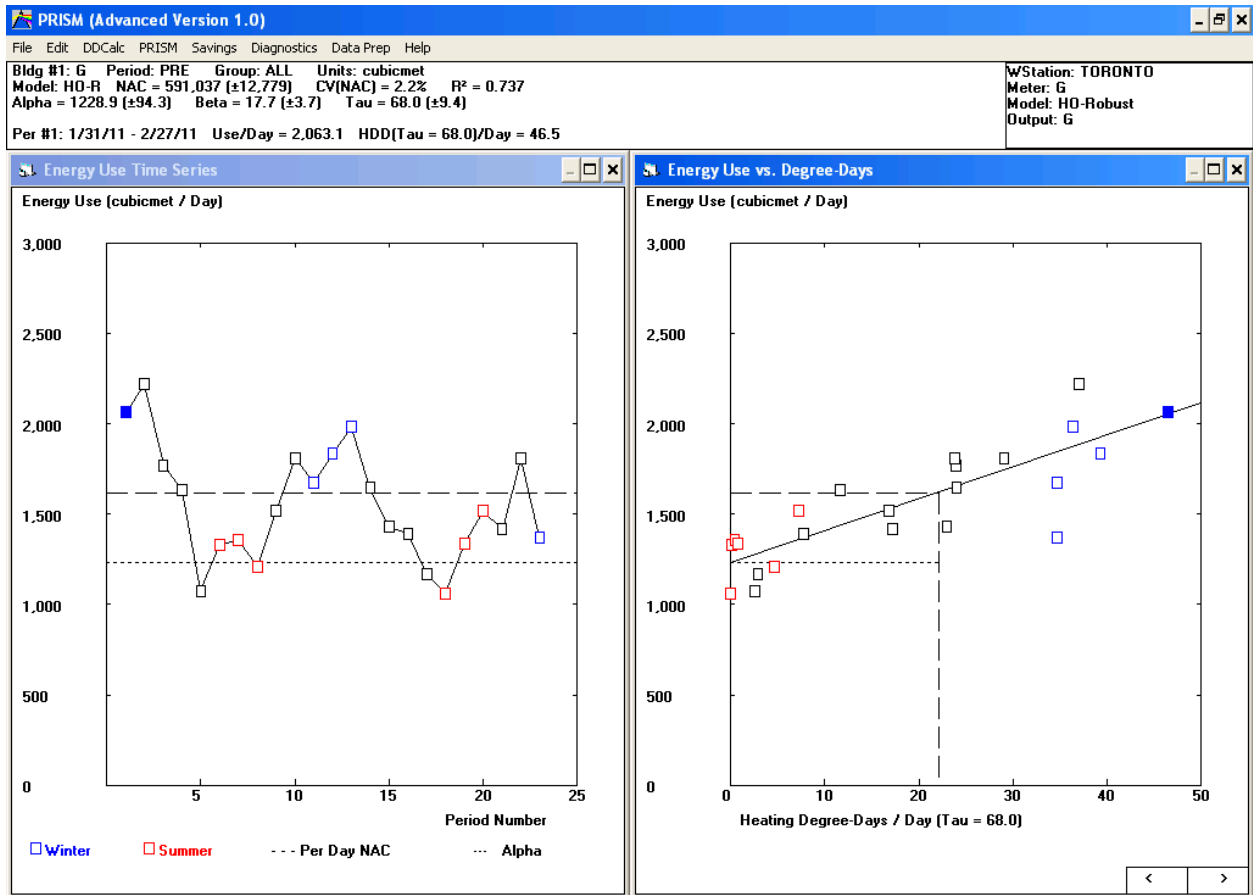 PRISM (Advanced Version 1.0)
File Edit DDCalc PRISM Savings Diagnostics Data Prep Help
Bldg #1: G Period: PRE Group: ALL Units: cubicmet
Model: HO-R NAC = 591,037 (±12,779) CV(NAC) = 2.2% R² = 0.737
Alpha = 1228.9 (±94.3) Beta = 17.7 (±3.7) Tau = 68.0 (±9.4)
Per #1: 1/31/11 - 2/27/11 Use/Day = 2,063.1 HDD(Tau = 68.0)/Day = 46.5
WStation: TORONTO
Meter: G
Model: HO-Robust
Output: G
Energy Use Time Series
Energy Use (cubicmet / Day)
3,000
2,500
2,000
1,500
1,000
500
0
5 10 15 20 25
Period Number
Winter Summer - - - Per Day NAC ---- Alpha
Energy Use vs. Degree-Days
Energy Use (cubicmet / Day)
3,000
2,500
2,000
1,500
1,000
500
0
0 10 20 30 40 50
Heating Degree-Days / Day (Tau = 68.0)
< >